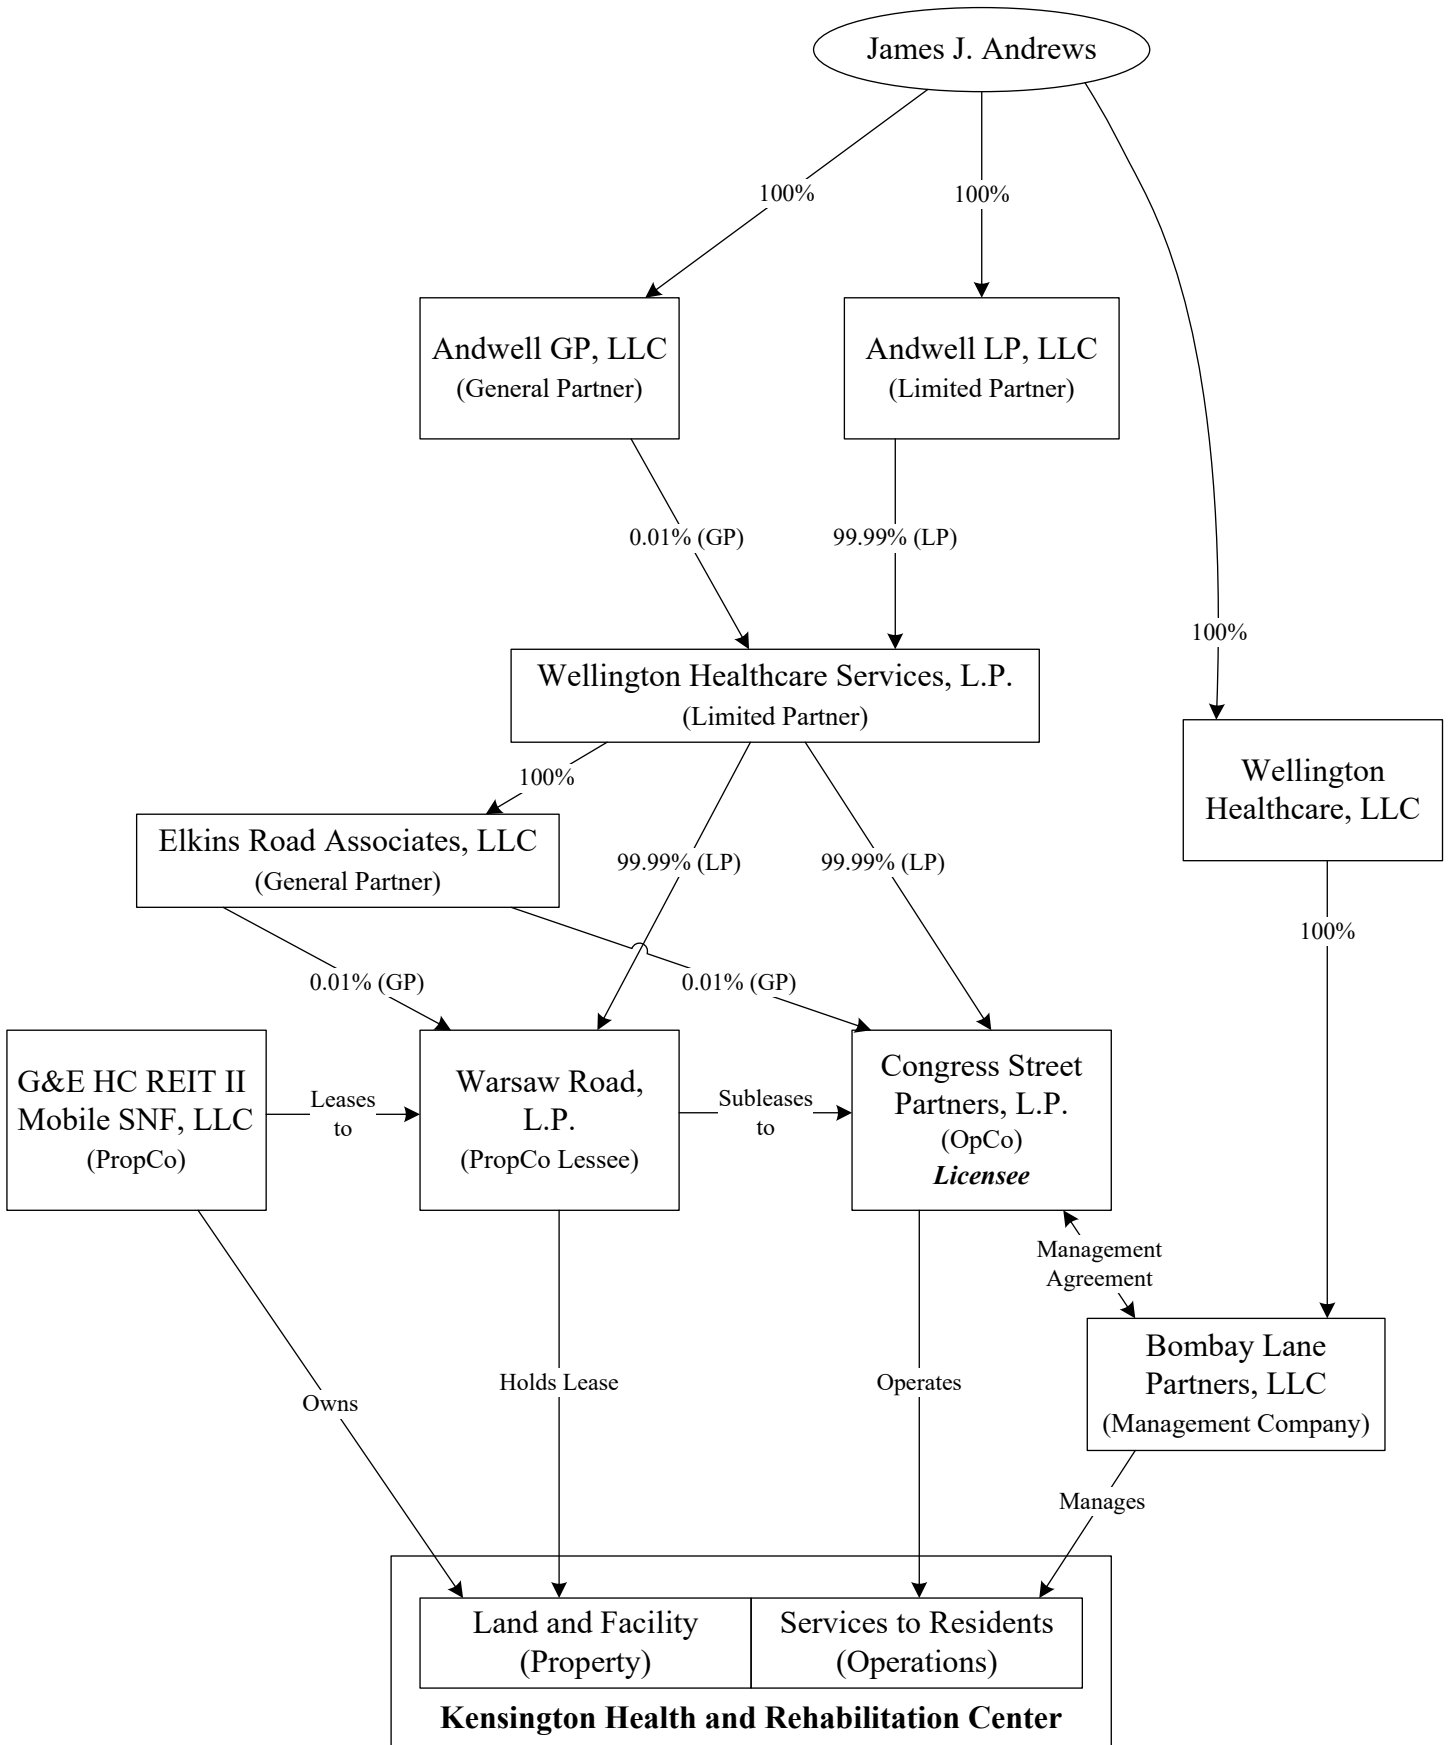 James J. Andrews
100%
100%
Andwell GP, LLC
(General Partner)
Andwell LP, LLC
(Limited Partner)
0.01% (GP)
99.99% (LP)
100%
Wellington Healthcare Services, L.P.
(Limited Partner)
Wellington
Healthcare, LLC
100%
Elkins Road Associates, LLC
(General Partner)
99.99% (LP)
99.99% (LP)
100%
0.01% (GP)
0.01% (GP)
G&E HC REIT II
Mobile SNF, LLC
(PropCo)
Leases
to
Warsaw Road,
L.P.
(PropCo Lessee)
Subleases
to
Congress Street
Partners, L.P.
(OpCo)
Licensee
Management
Agreement
Bombay Lane
Partners, LLC
(Management Company)
Owns
Holds Lease
Operates
Manages
Land and Facility
(Property)
Services to Residents
(Operations)
Kensington Health and Rehabilitation Center